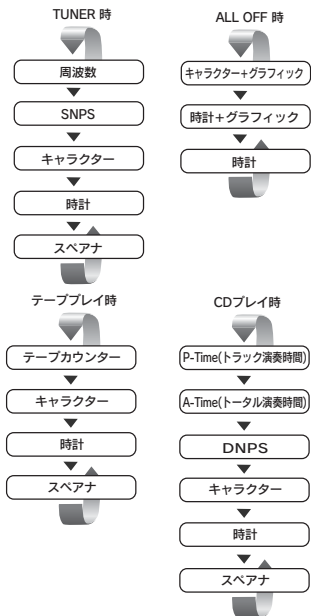 TUNER 時
周波数
SNPS
キャラクター
時計
スペアナ
ALL OFF 時
キャラクター+グラフィック
時計+グラフィック
時計
テーププレイ時
テープカウンター
キャラクター
時計
スペアナ
CDプレイ時
P-Time(トラック演奏時間)
A-Time(トータル演奏時間)
DNPS
キャラクター
時計
スペアナ